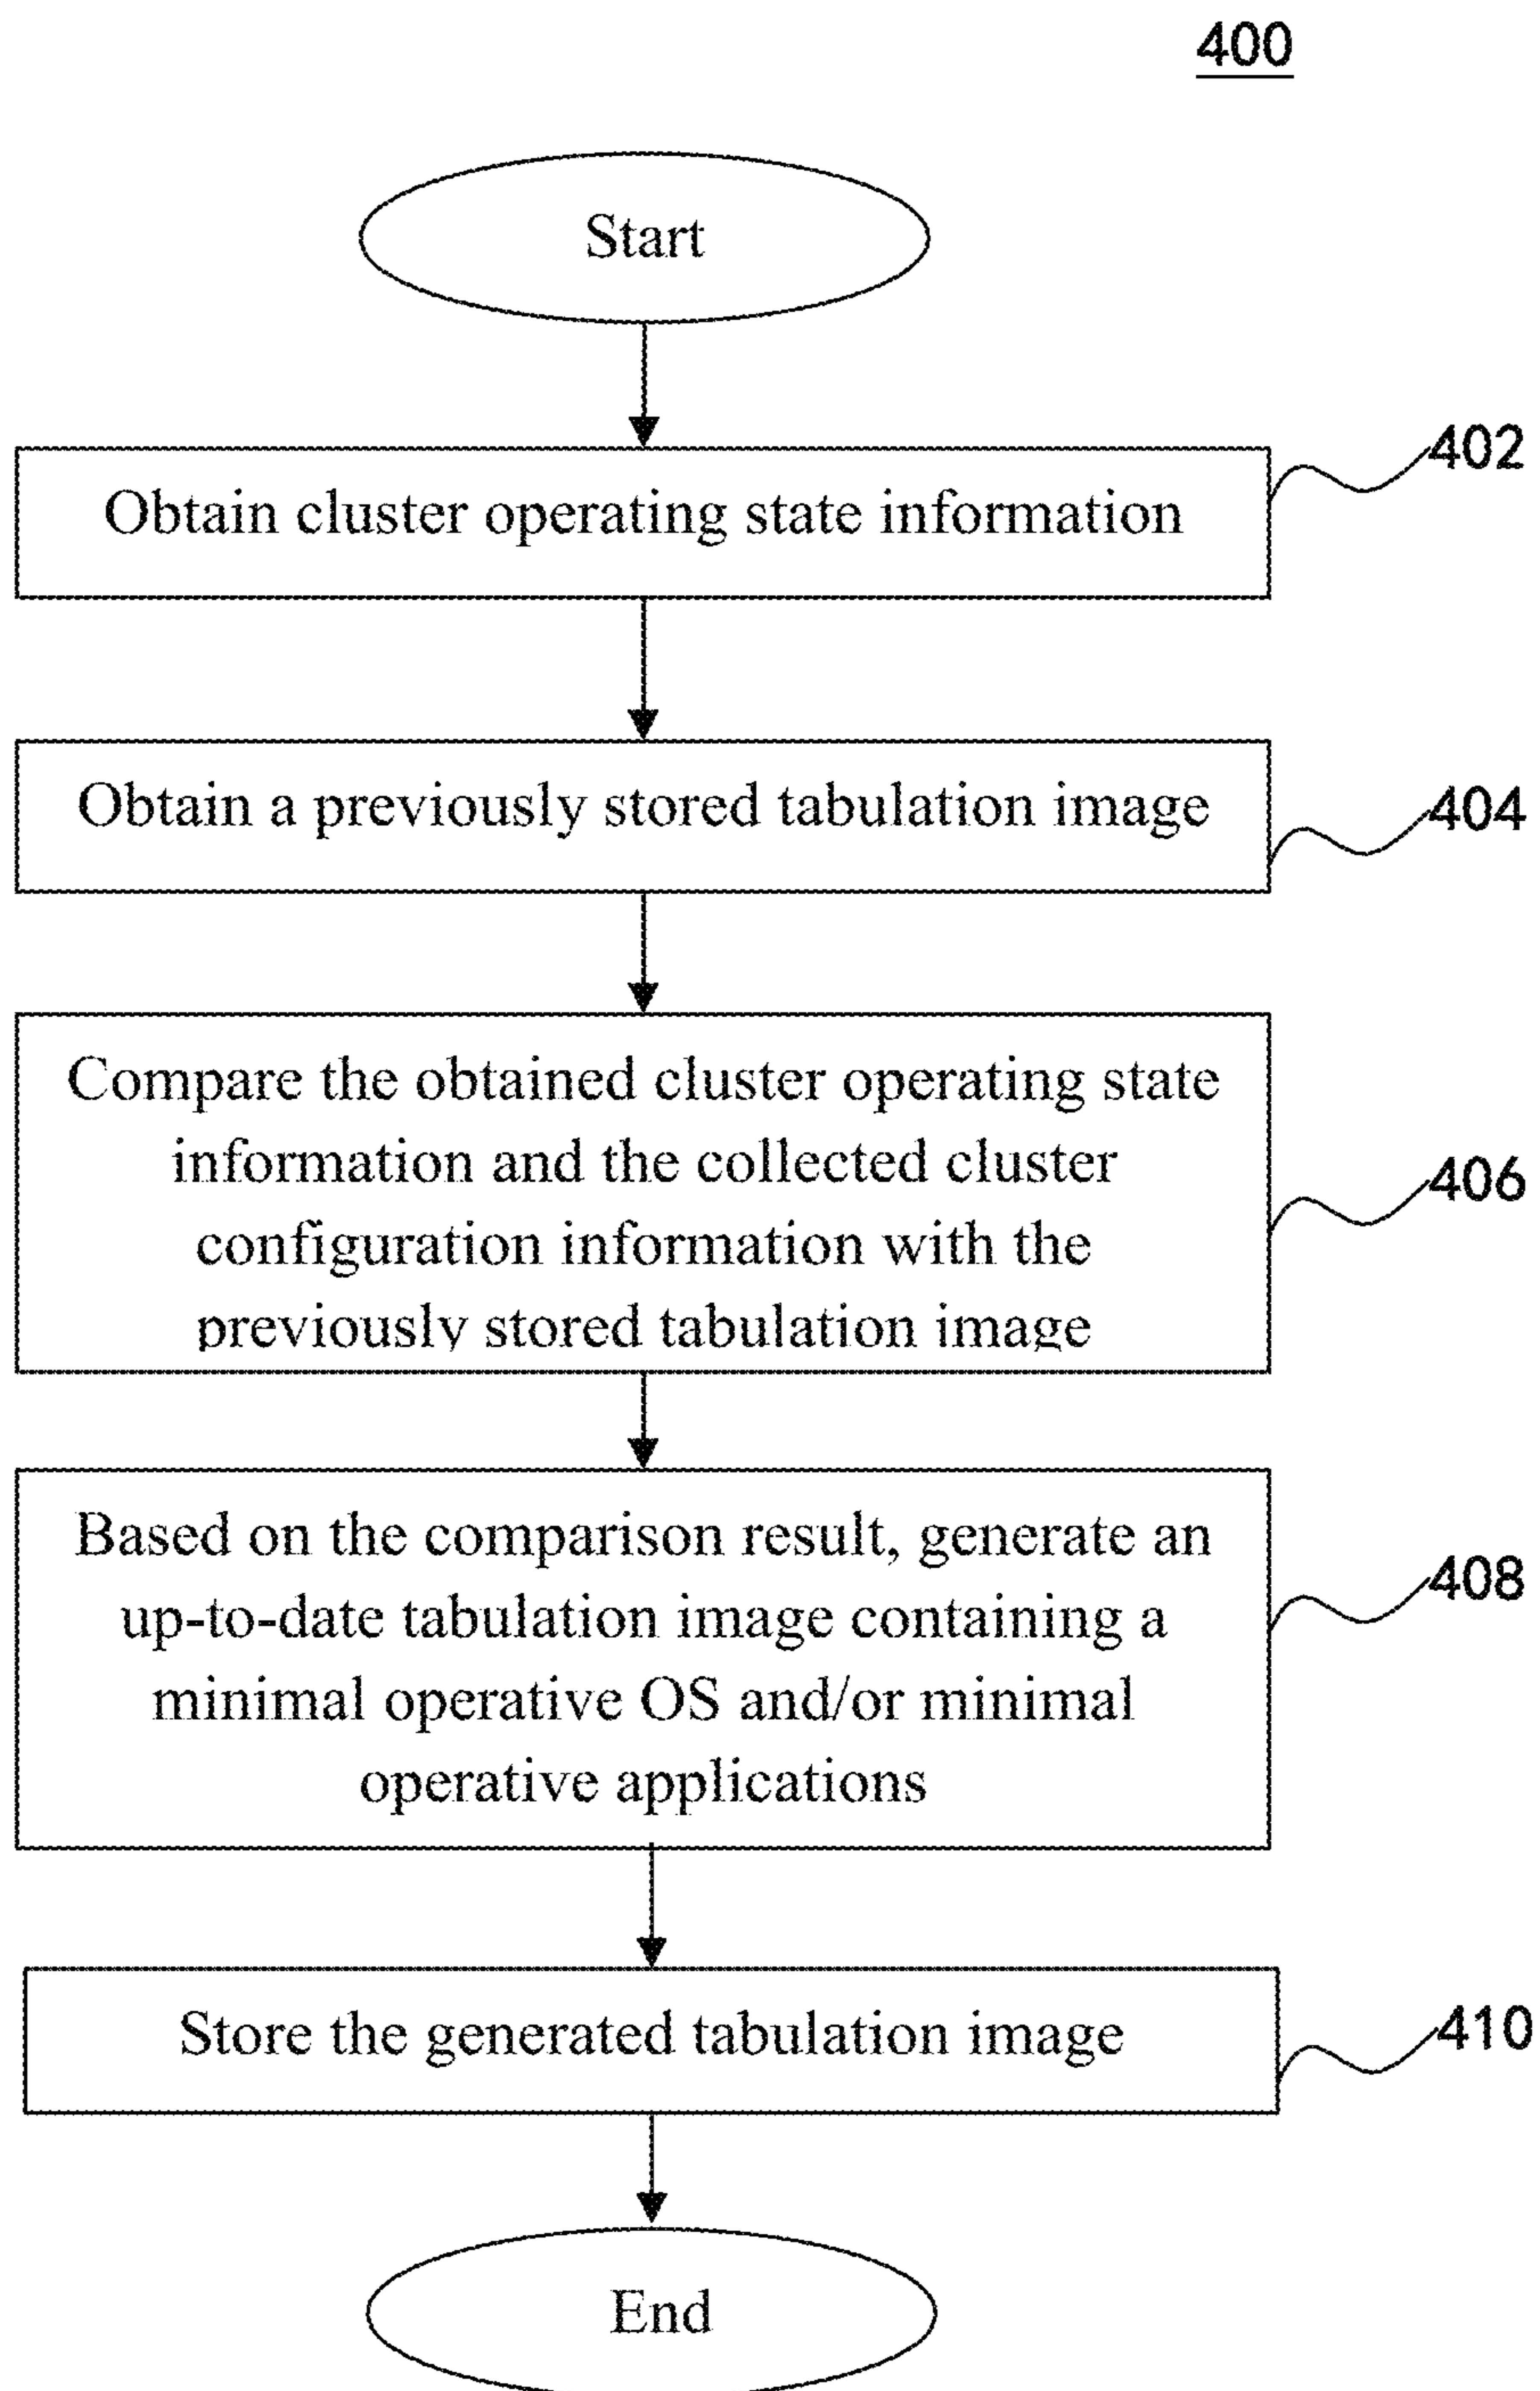 400
Start
402
Obtain cluster operating state information
Obtain a previously stored tabulation image
404
Compare the obtained cluster operating state
information and the collected cluster
406
configuration information with the
previously stored tabulation image
Based on the comparison result, generate an
408
up-to-date tabulation image containing a
minimal operative OS and/or minimal
operative applications
Store the generated tabulation image
410
End